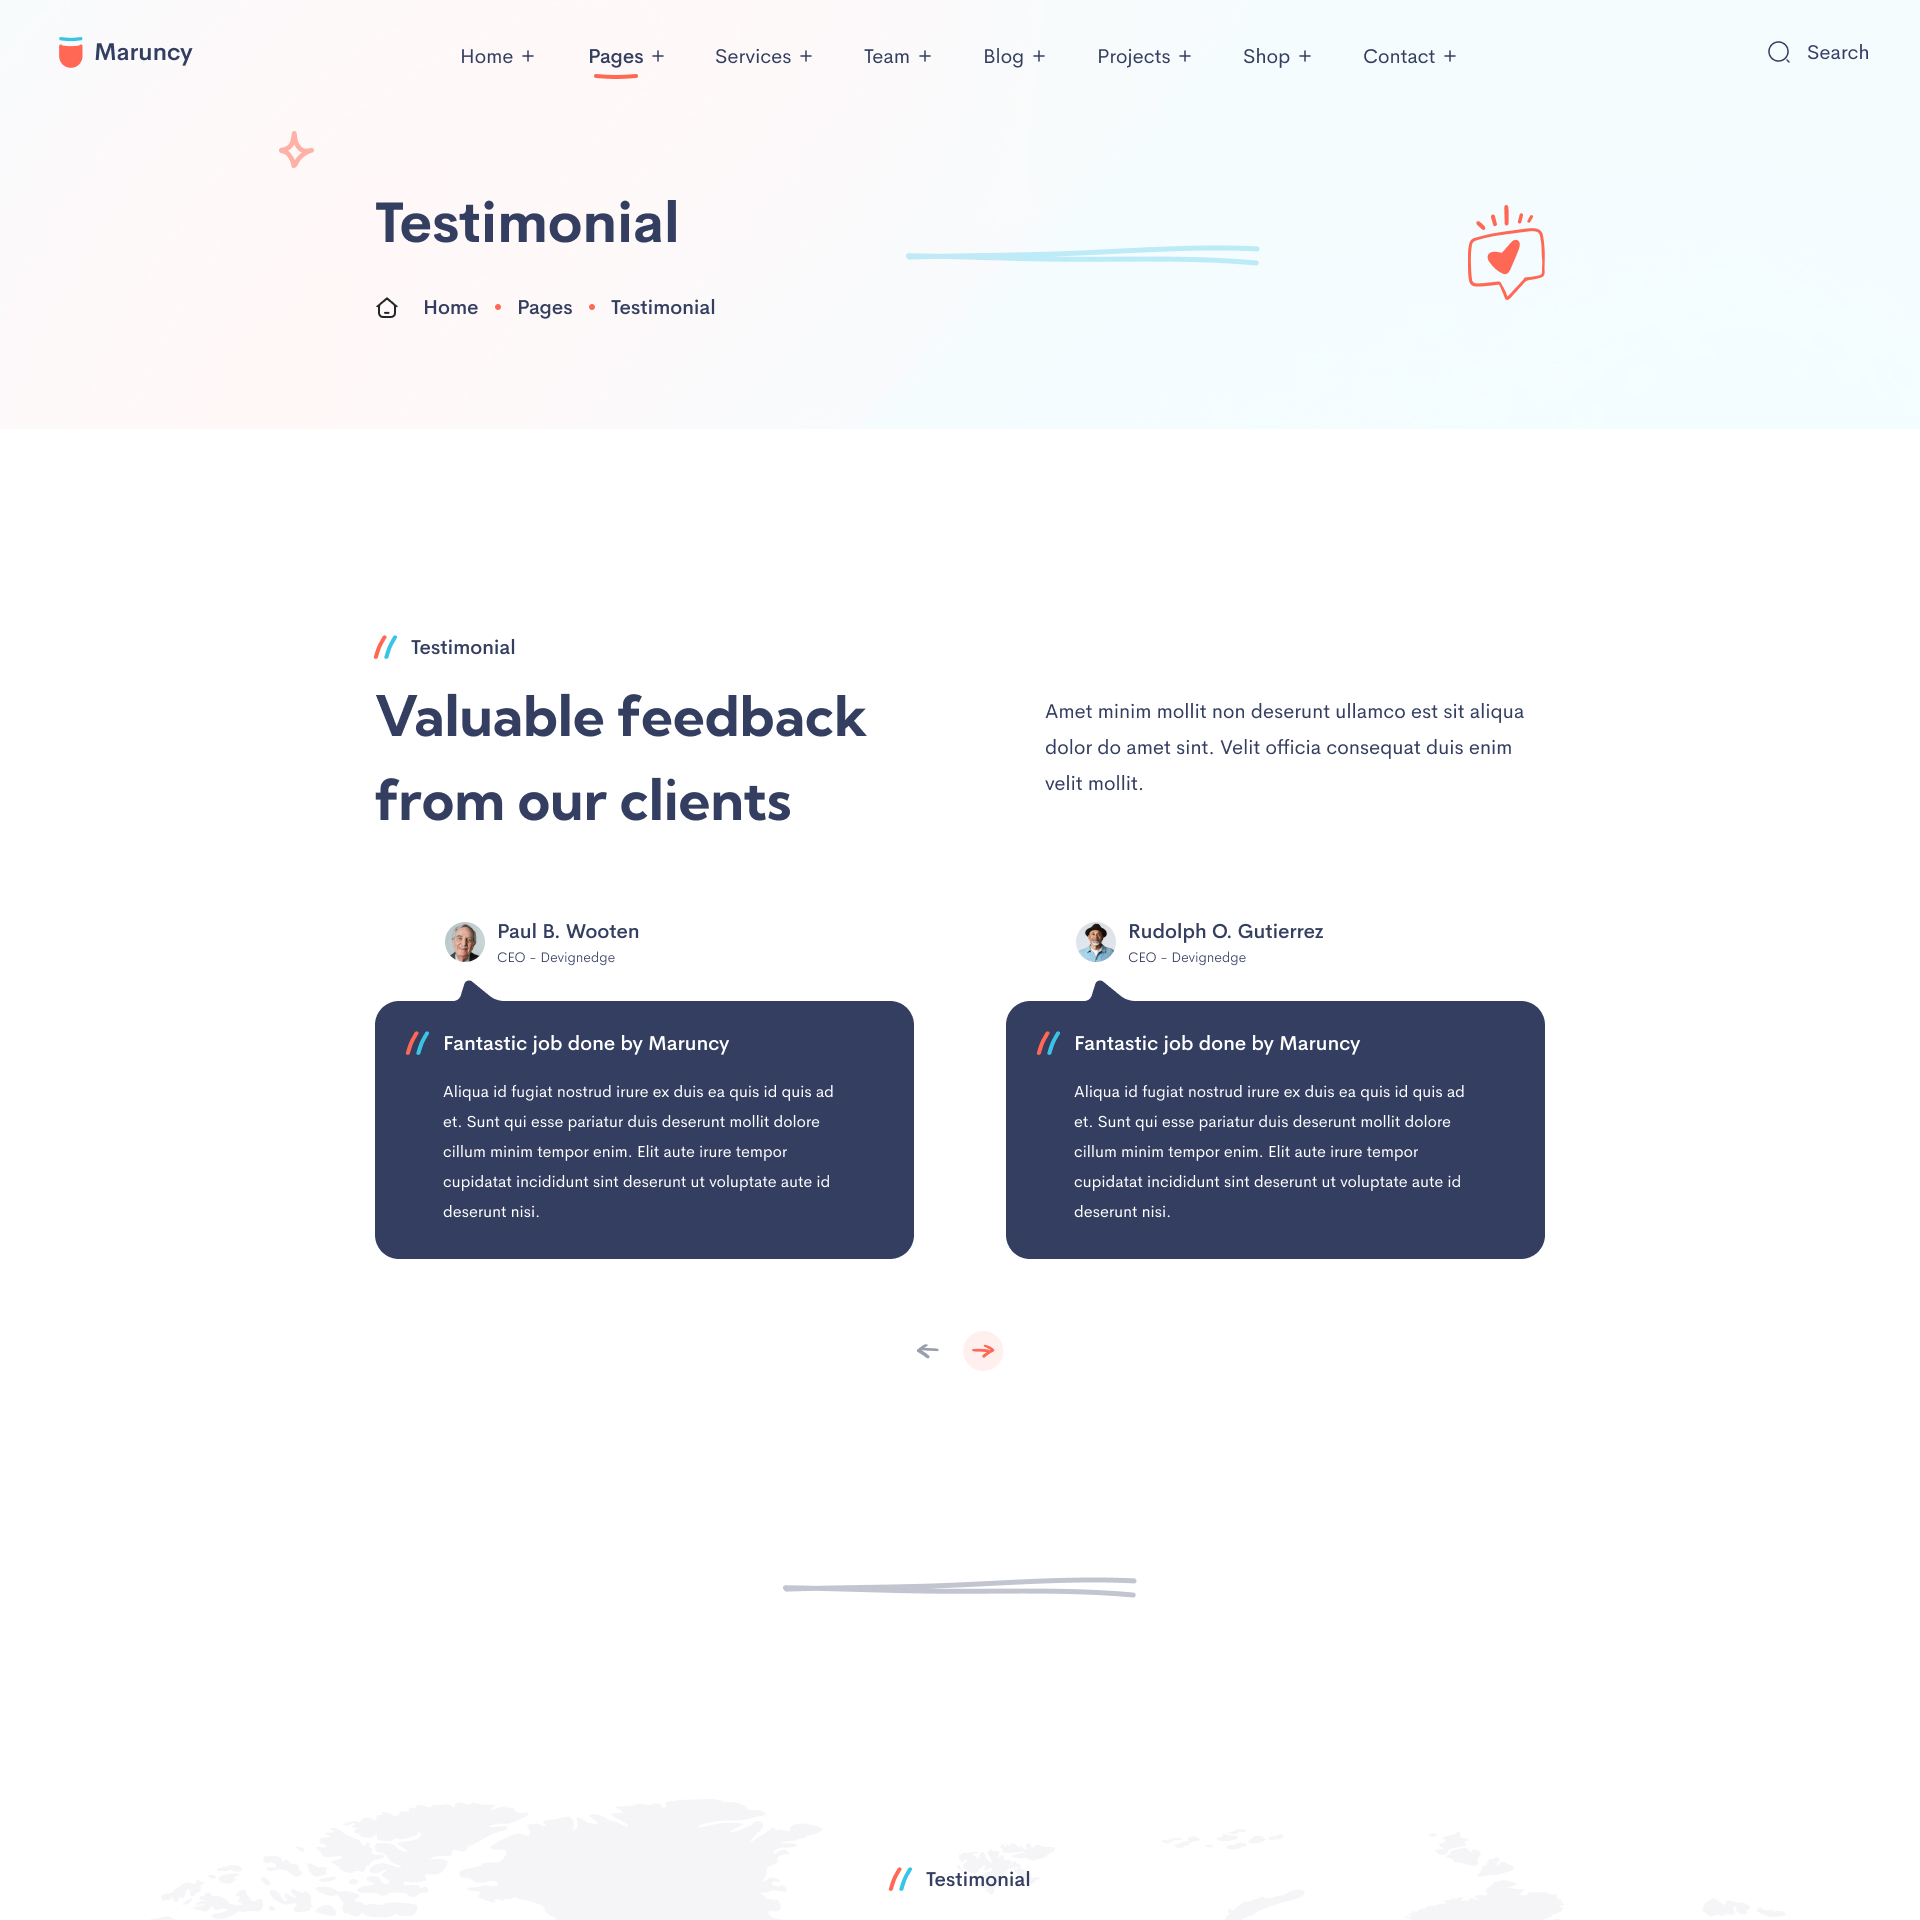 Maruncy
Home + Pages + Services + Team + Blog + Projects + Shop + Contact +
Search
Testimonial
Home • Pages • Testimonial
Testimonial
Valuable feedback
from our clients
Amet minim mollit non deserunt ullamco est sit aliqua
dolor do amet sint. Velit officia consequat duis enim
velit mollit.
Paul B. Wooten
CEO - Devignedge
Fantastic job done by Maruncy
Aliqua id fugiat nostrud irure ex duis ea quis id quis ad
et. Sunt qui esse pariatur duis deserunt mollit dolore
cillum minim tempor enim. Elit aute irure tempor
cupidatat incididunt sint deserunt ut voluptate aute id
deserunt nisi.
Rudolph O. Gutierrez
CEO - Devignedge
Fantastic job done by Maruncy
Aliqua id fugiat nostrud irure ex duis ea quis id quis ad
et. Sunt qui esse pariatur duis deserunt mollit dolore
cillum minim tempor enim. Elit aute irure tempor
cupidatat incididunt sint deserunt ut voluptate aute id
deserunt nisi.
Testimonial